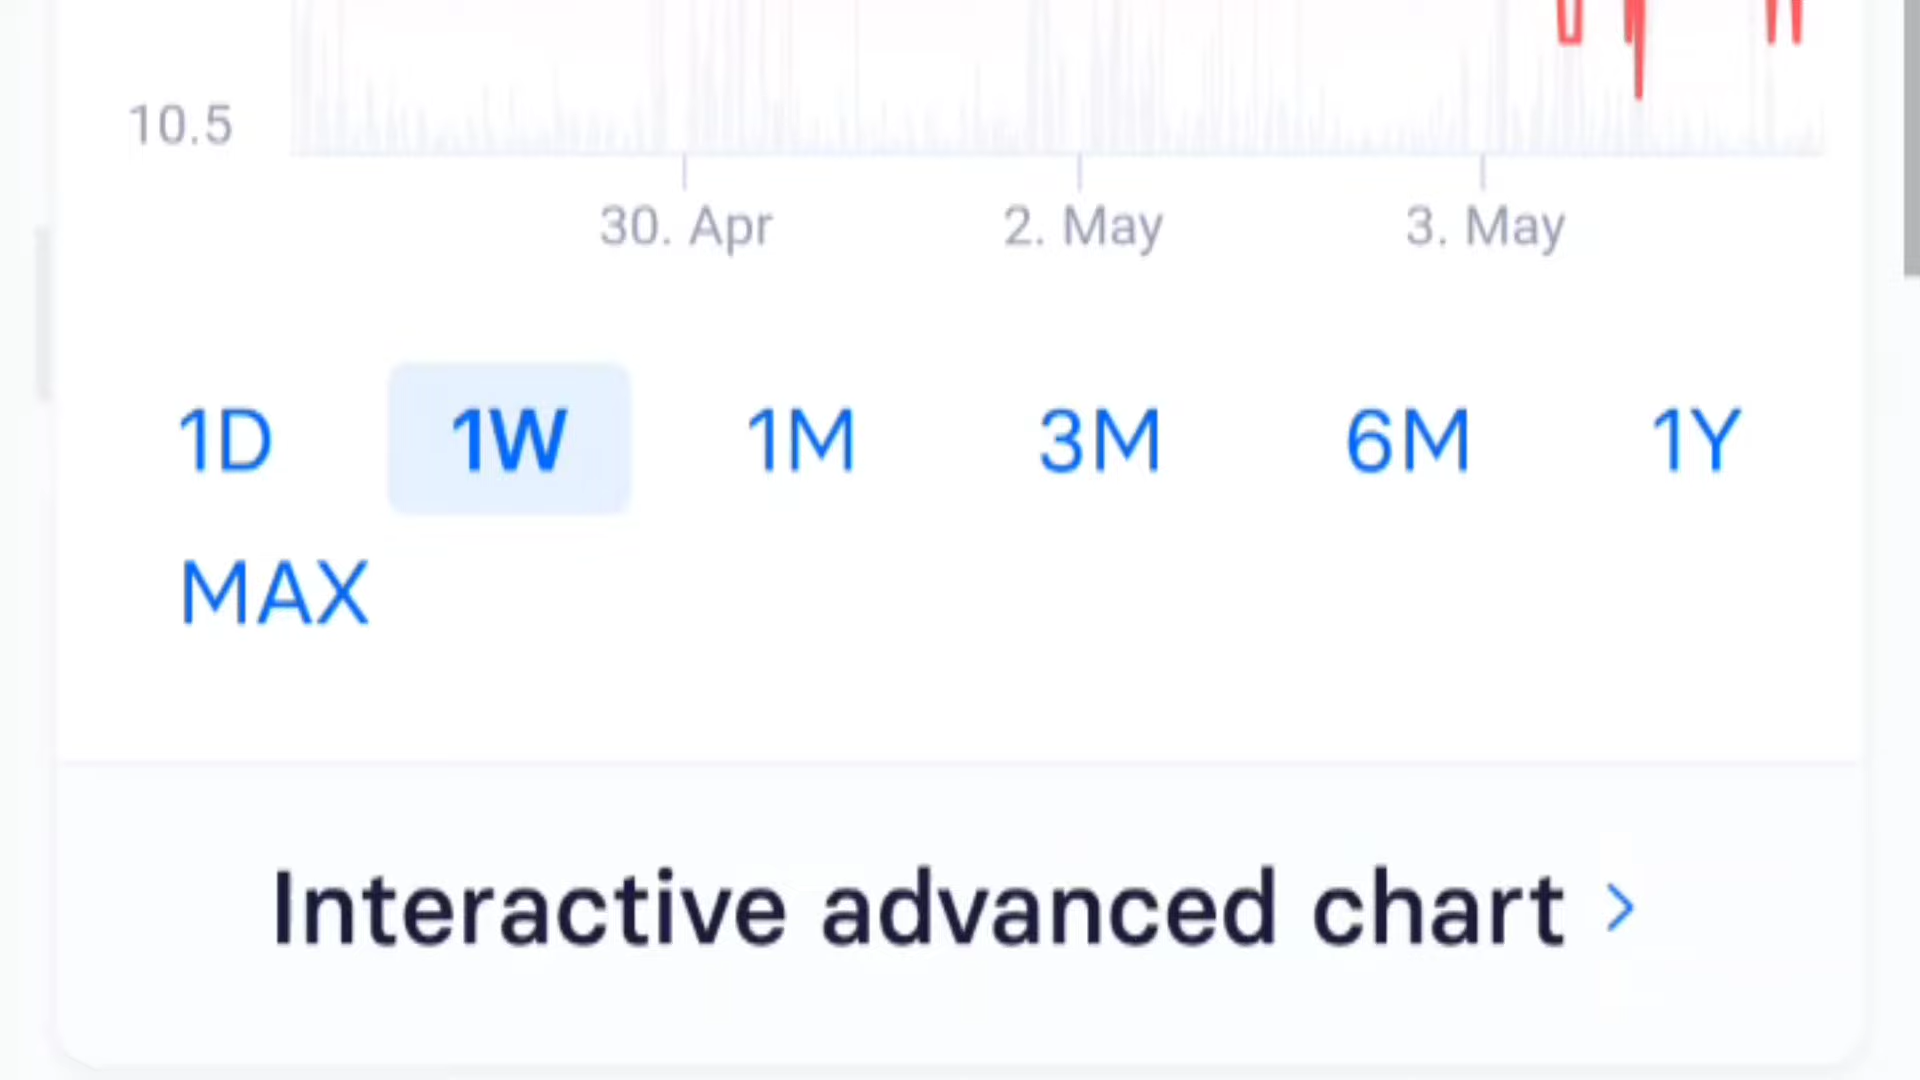 10.5
30. Apr 2. May 3. May
1D 1W 1M 3M 6M 1Y
MAX
Interactive advanced chart >